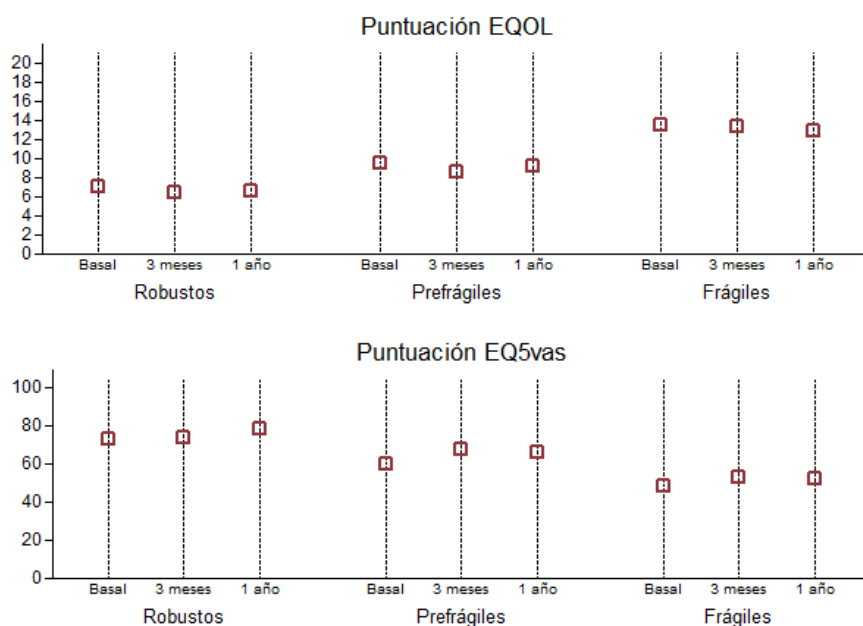 Puntuación EQOL
20
18
16
14
12
10
8
6
4
2
0
Basal 3 meses 1 año Basal 3 meses 1 año Basal 3 meses 1 año
Robustos Prefrágiles Frágiles
Puntuación EQ5vas
100
80
60
40
20
0
Basal 3 meses 1 año Basal 3 meses 1 año Basal 3 meses 1 año
Robustos Prefrágiles Frágiles